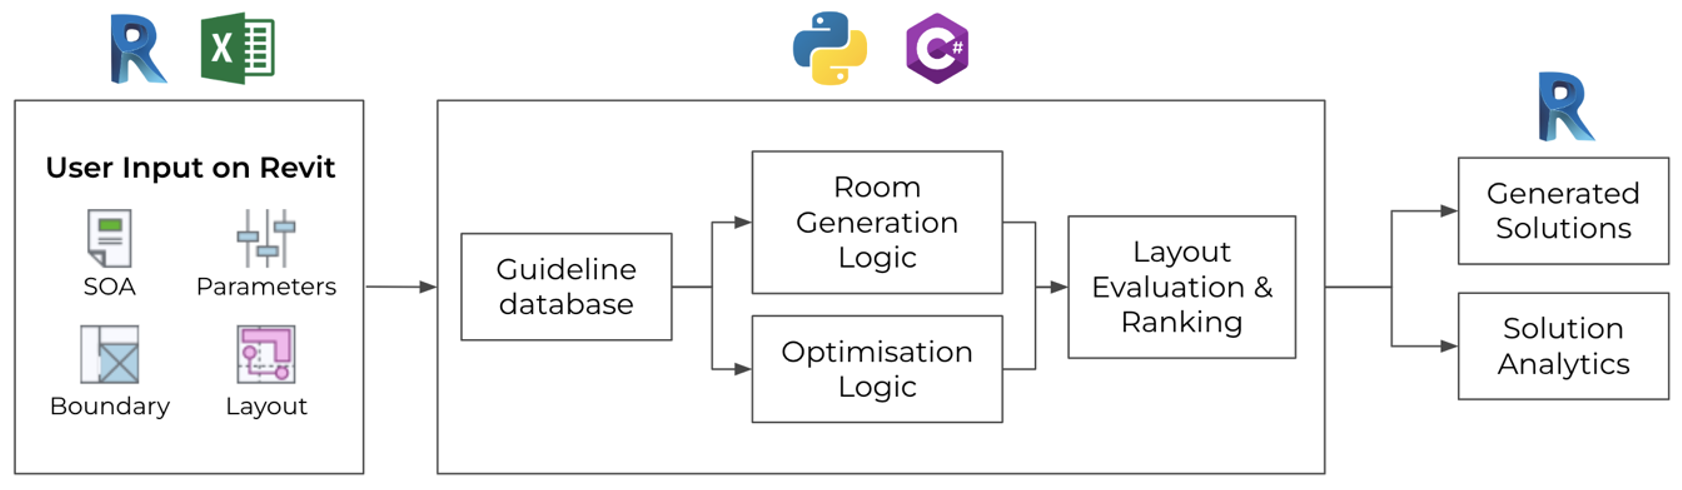 R
X
C#
R
User Input on Revit
SOA
Parameters
Boundary
Layout
Guideline
database
Room
Generation
Logic
Optimisation
Logic
Layout
Evaluation &
Ranking
Generated
Solutions
Solution
Analytics